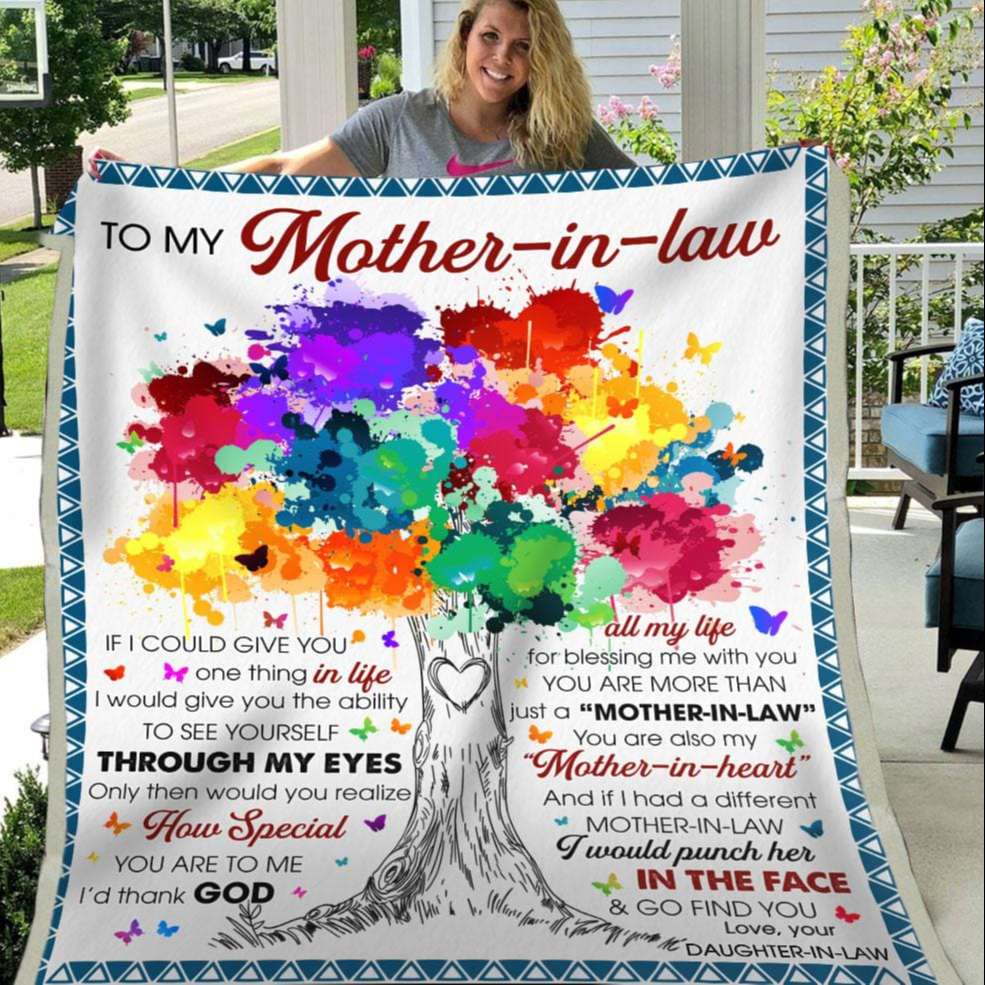 TO MY Mother-in-law
IF I COULD GIVE YOU
one thing in life
I would give you the ability
TO SEE YOURSELF
THROUGH MY EYES
Only then would you realize
How Special
YOU ARE TO ME
I'd thank GOD
all my life
for blessing me with you
YOU ARE MORE THAN
just a "MOTHER-IN-LAW"
You are also my
"Mother-in-heart"
And if I had a different
MOTHER-IN-LAW
I would punch her
IN THE FACE
& GO FIND YOU
Love, your
DAUGHTER-IN-LAW